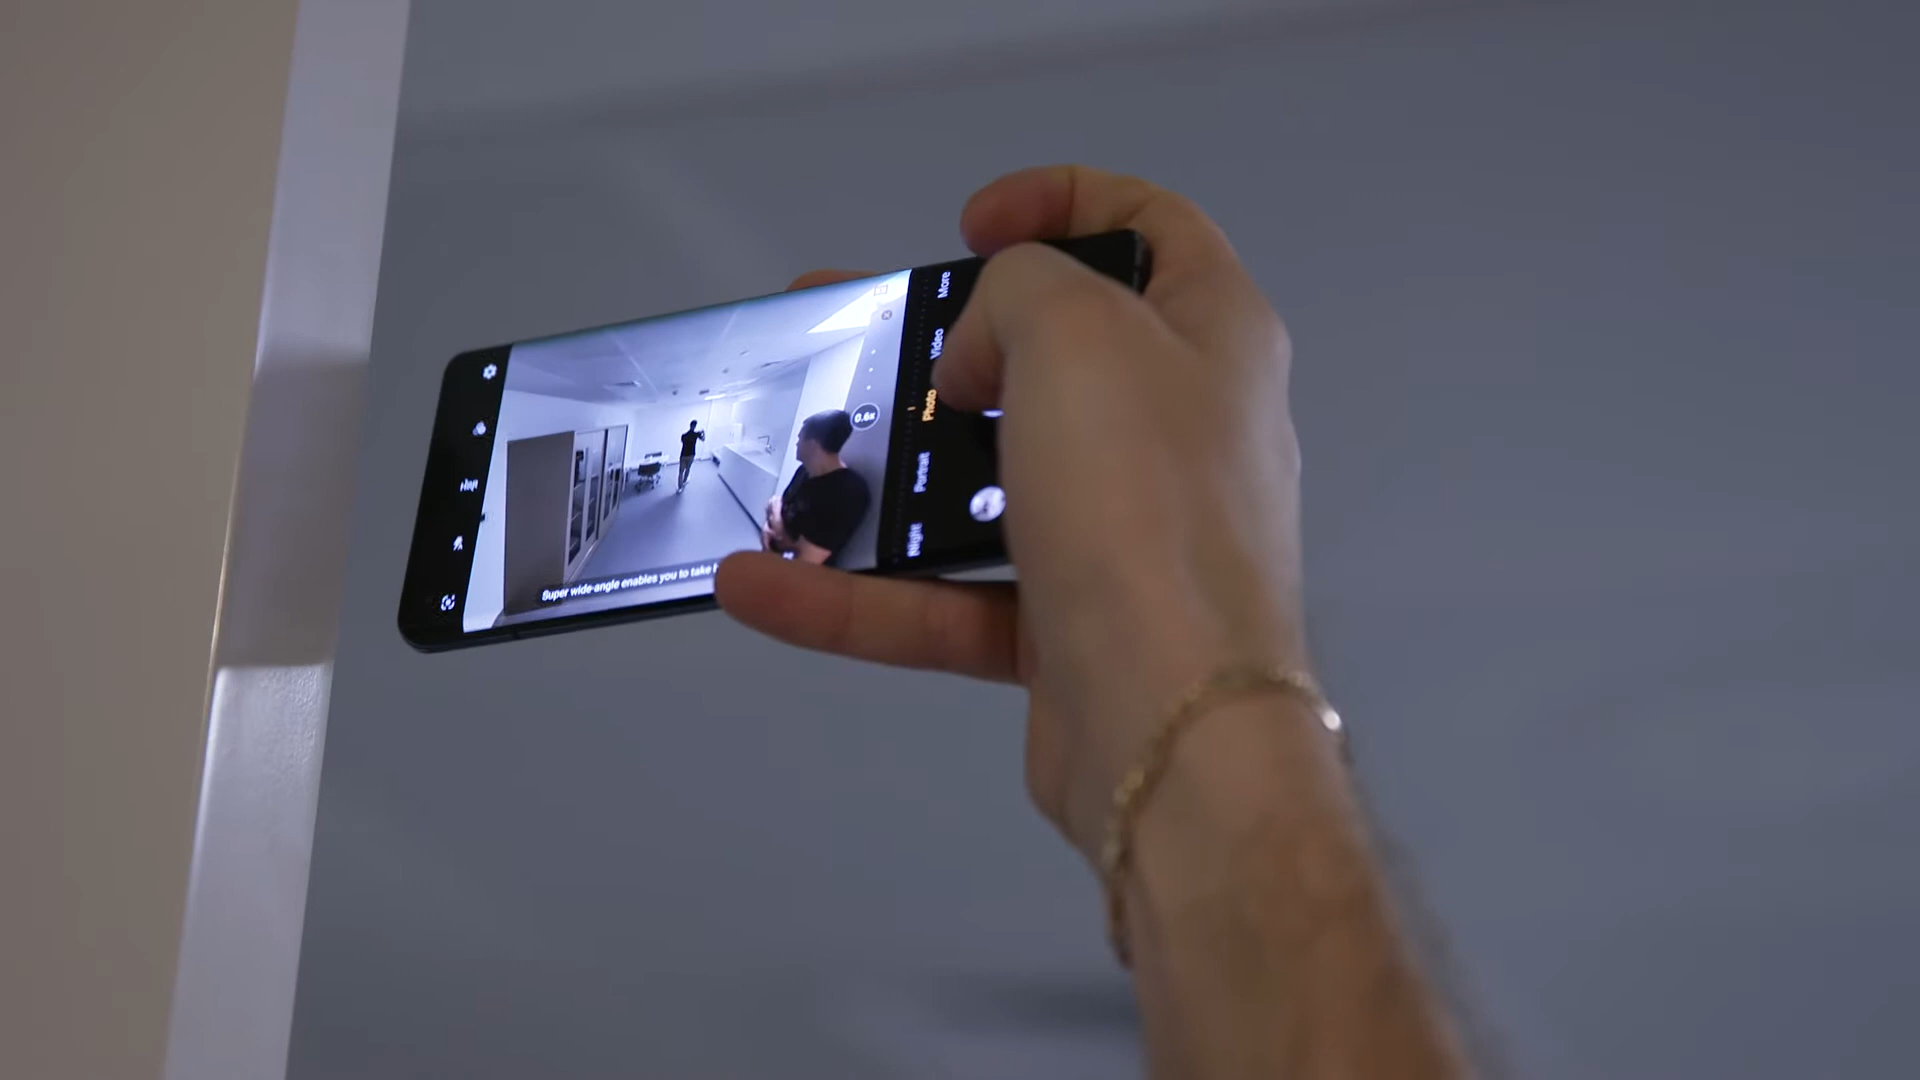 More
Video
Photo
Portrait
Night
0.6x
Super wide-angle enables you to take